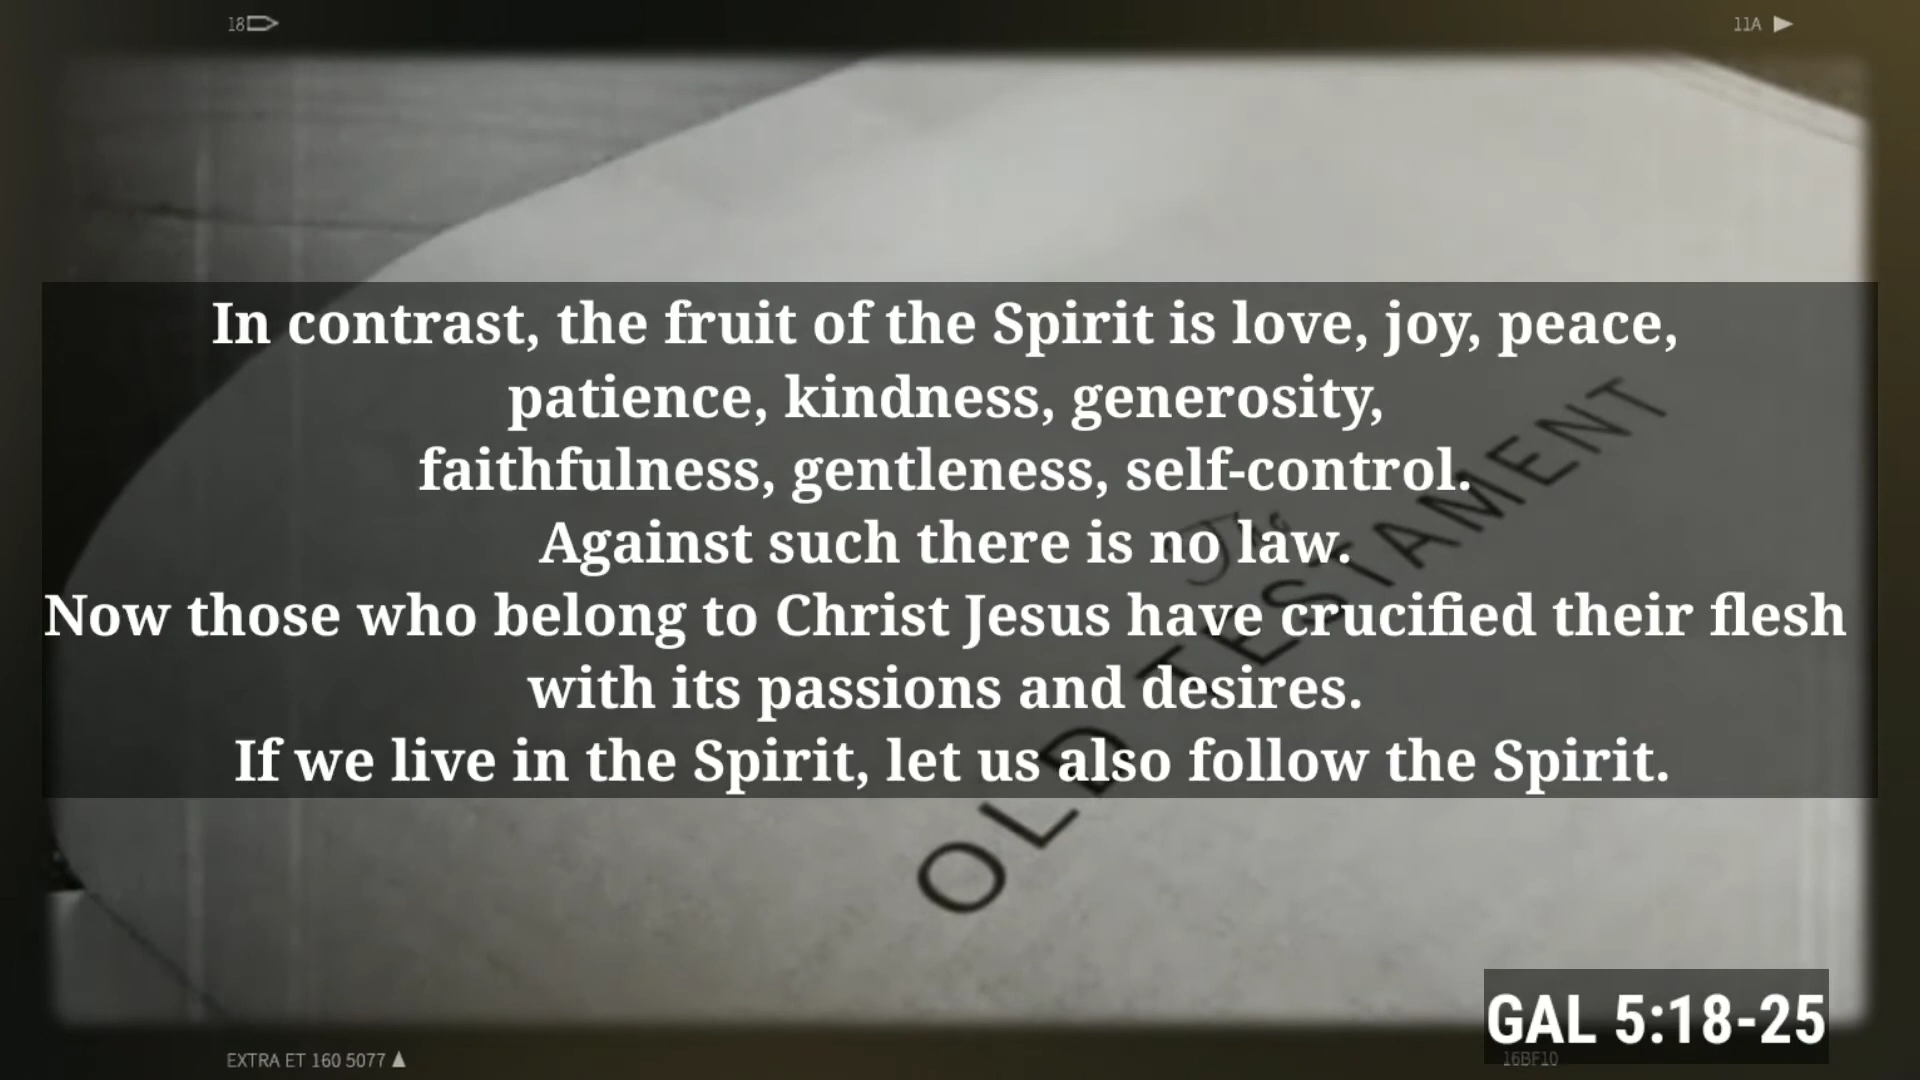 18
11A
In contrast, the fruit of the Spirit is love, joy, peace,
patience, kindness, generosity,
faithfulness, gentleness, self-control.
Against such there is no law.
Now those who belong to Christ Jesus have crucified their flesh
with its passions and desires.
If we live in the Spirit, let us also follow the Spirit.
The
OLD TESTAMENT
GAL 5:18-25
EXTRA ET 160 5077
16BF10